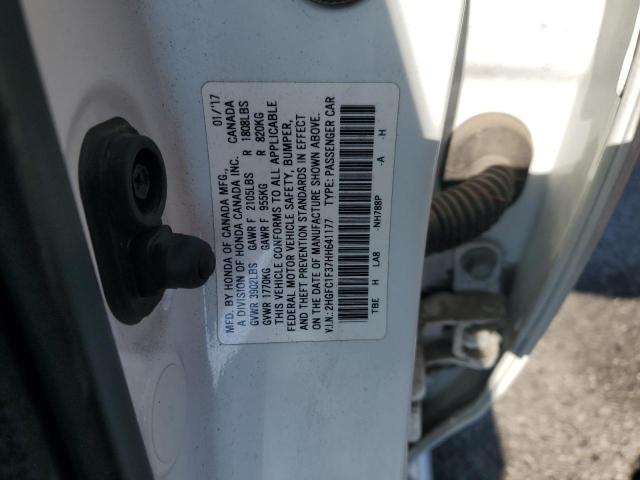 MFD. BY HONDA OF CANADA MFG. 01/'17
A DIVISION OF HONDA CANADA INC. CANADA
GVWR 3902LBS GAWR F 2105LBS R 1808LBS
GVWR 1770KG GAWR F 955KG R 820KG
THIS VEHICLE CONFORMS TO ALL APPLICABLE
FEDERAL MOTOR VEHICLE SAFETY, BUMPER,
AND THEFT PREVENTION STANDARDS IN EFFECT
ON THE DATE OF MANUFACTURE SHOWN ABOVE.
V.I.N.: 2HGFC1F37HH641177 TYPE: PASSENGER CAR
TBE H LA8 -NH788P -A -H